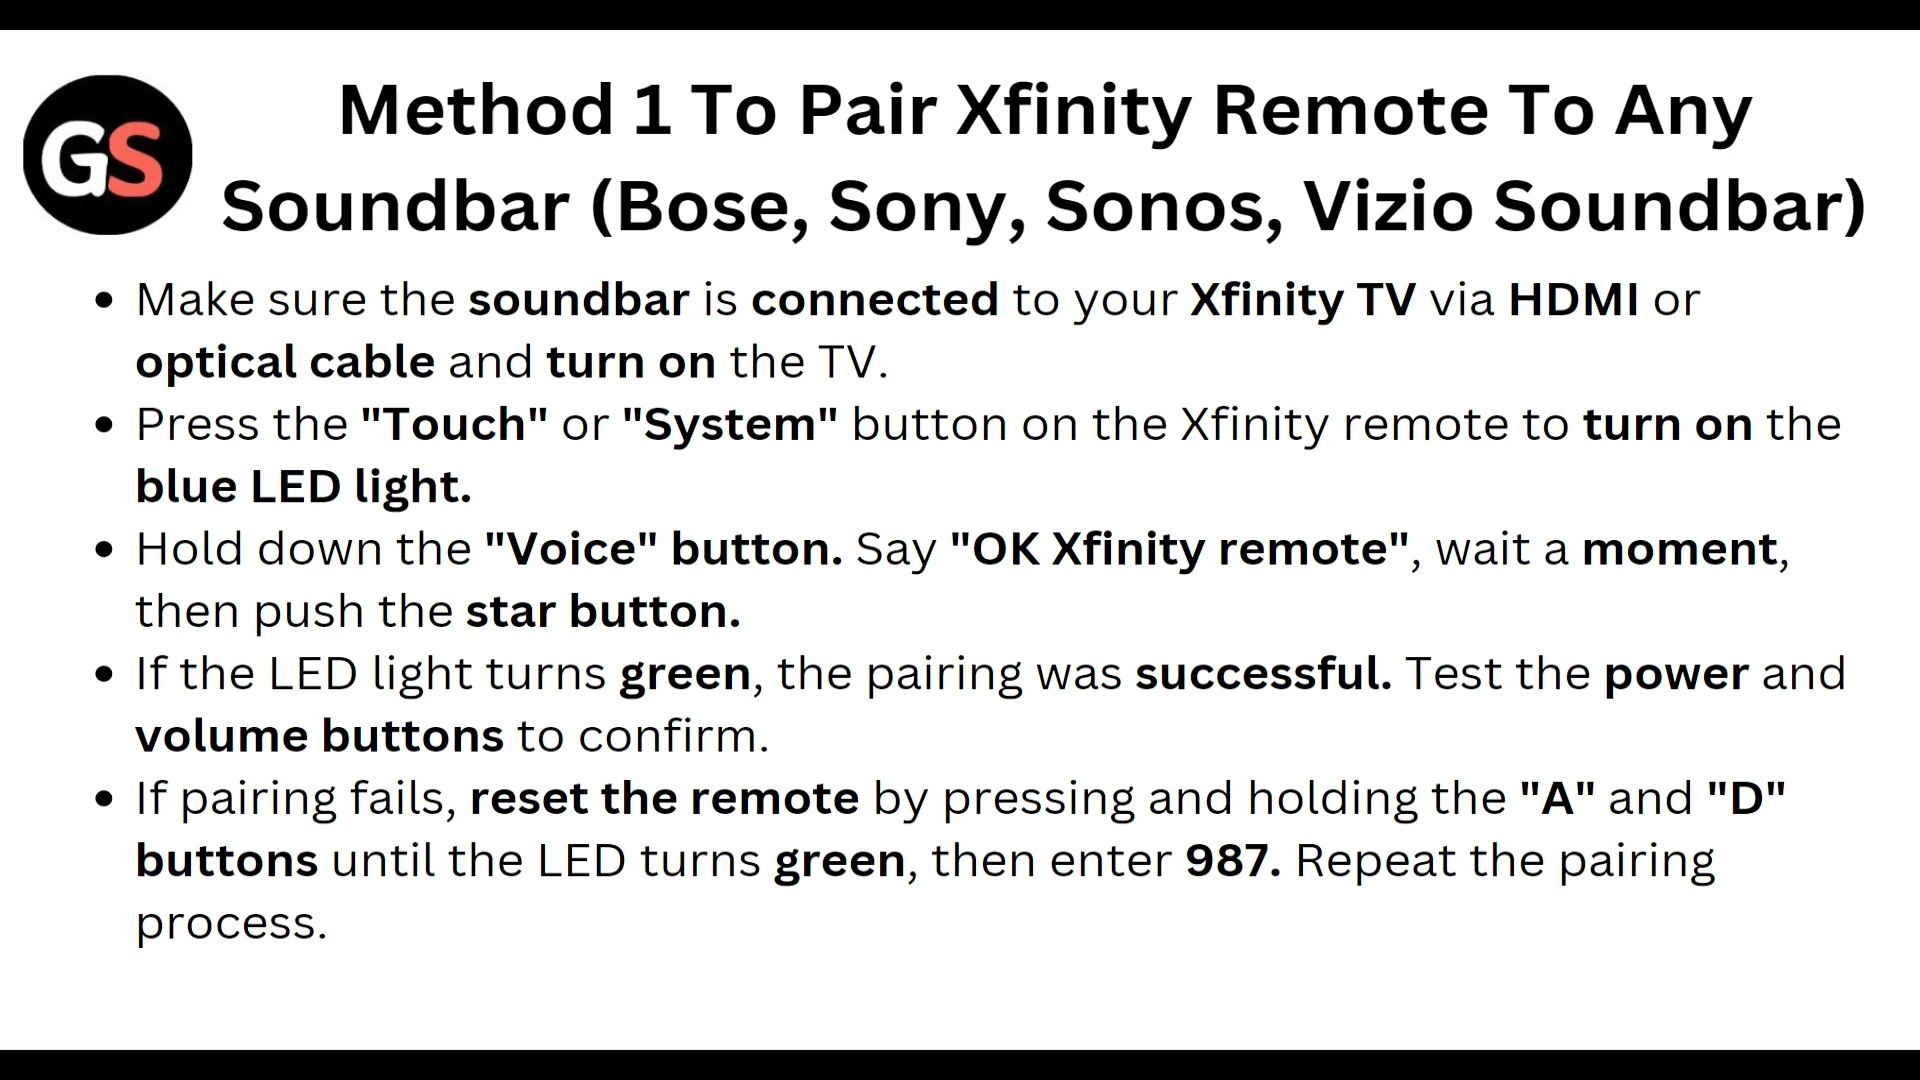 GS
Method 1 To Pair Xfinity Remote To Any
Soundbar (Bose, Sony, Sonos, Vizio Soundbar)
• Make sure the soundbar is connected to your Xfinity TV via HDMI or
optical cable and turn on the TV.
• Press the "Touch" or "System" button on the Xfinity remote to turn on the
blue LED light.
• Hold down the "Voice" button. Say "OK Xfinity remote", wait a moment,
then push the star button.
• If the LED light turns green, the pairing was successful. Test the power and
volume buttons to confirm.
• If pairing fails, reset the remote by pressing and holding the "A" and "D"
buttons until the LED turns green, then enter 987. Repeat the pairing
process.